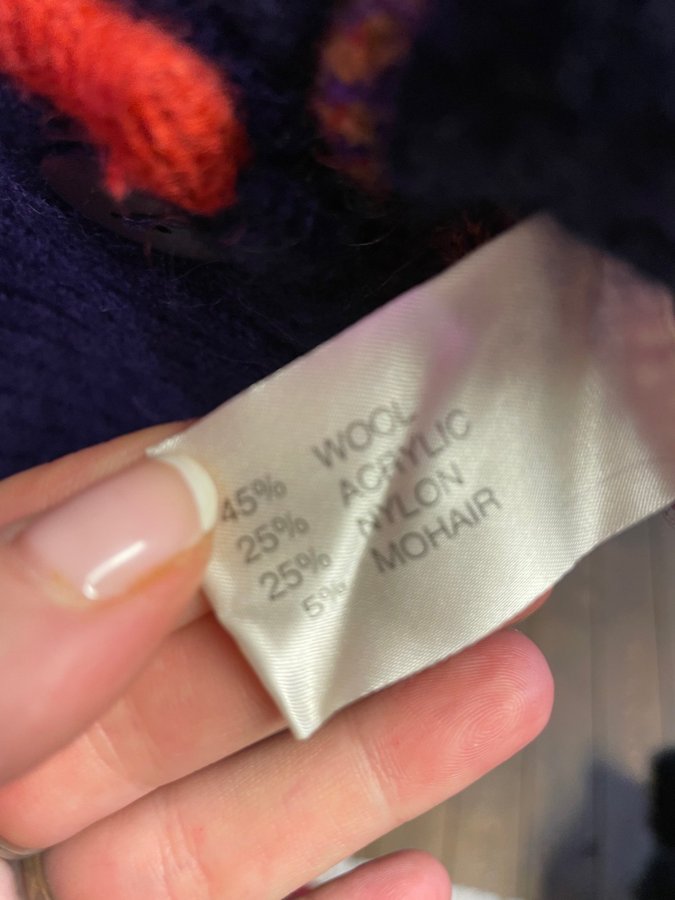 45% WOOL
25% ACRYLIC
25% NYLON
5% MOHAIR